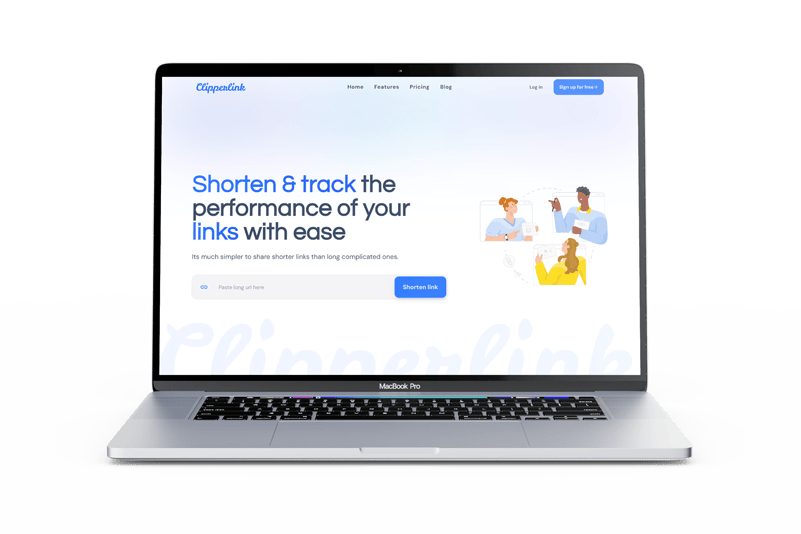 Clipperlink
Home Features Pricing Blog
Log in
Sign up for free
Shorten & track the
performance of your
links with ease
Its much simpler to share shorter links than long complicated ones.
Paste long url here
Shorten link
Clipperlink
MacBook Pro